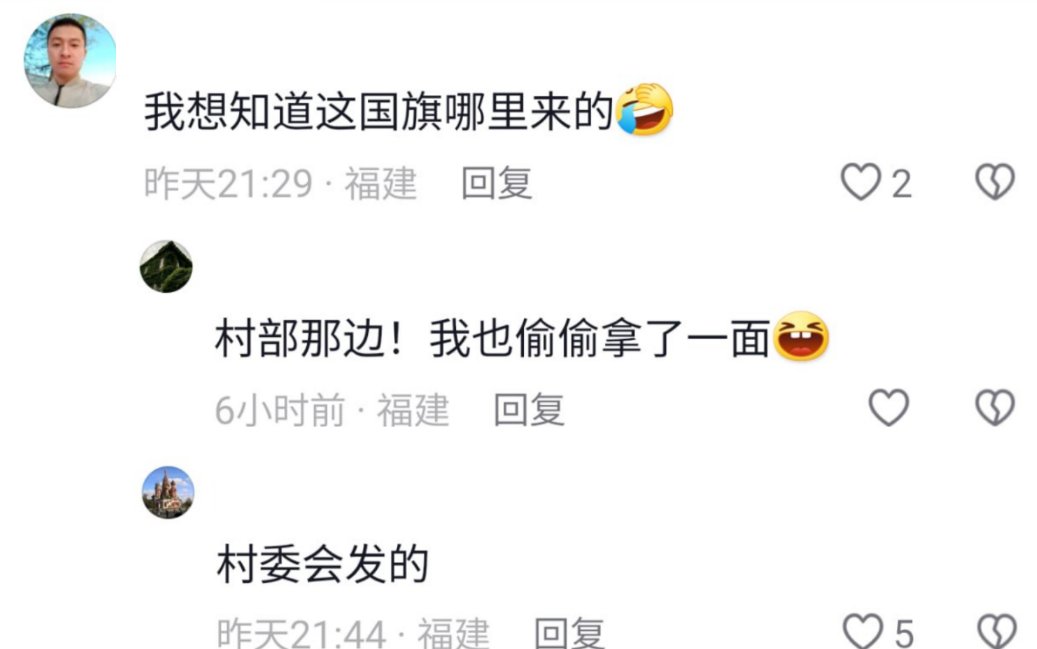 我想知道这国旗哪里来的🤣
昨天21:29 · 福建 回复 2
村部那边！我也偷偷拿了一面😆
6小时前 · 福建 回复
村委会发的
昨天21:44 · 福建 回复 5